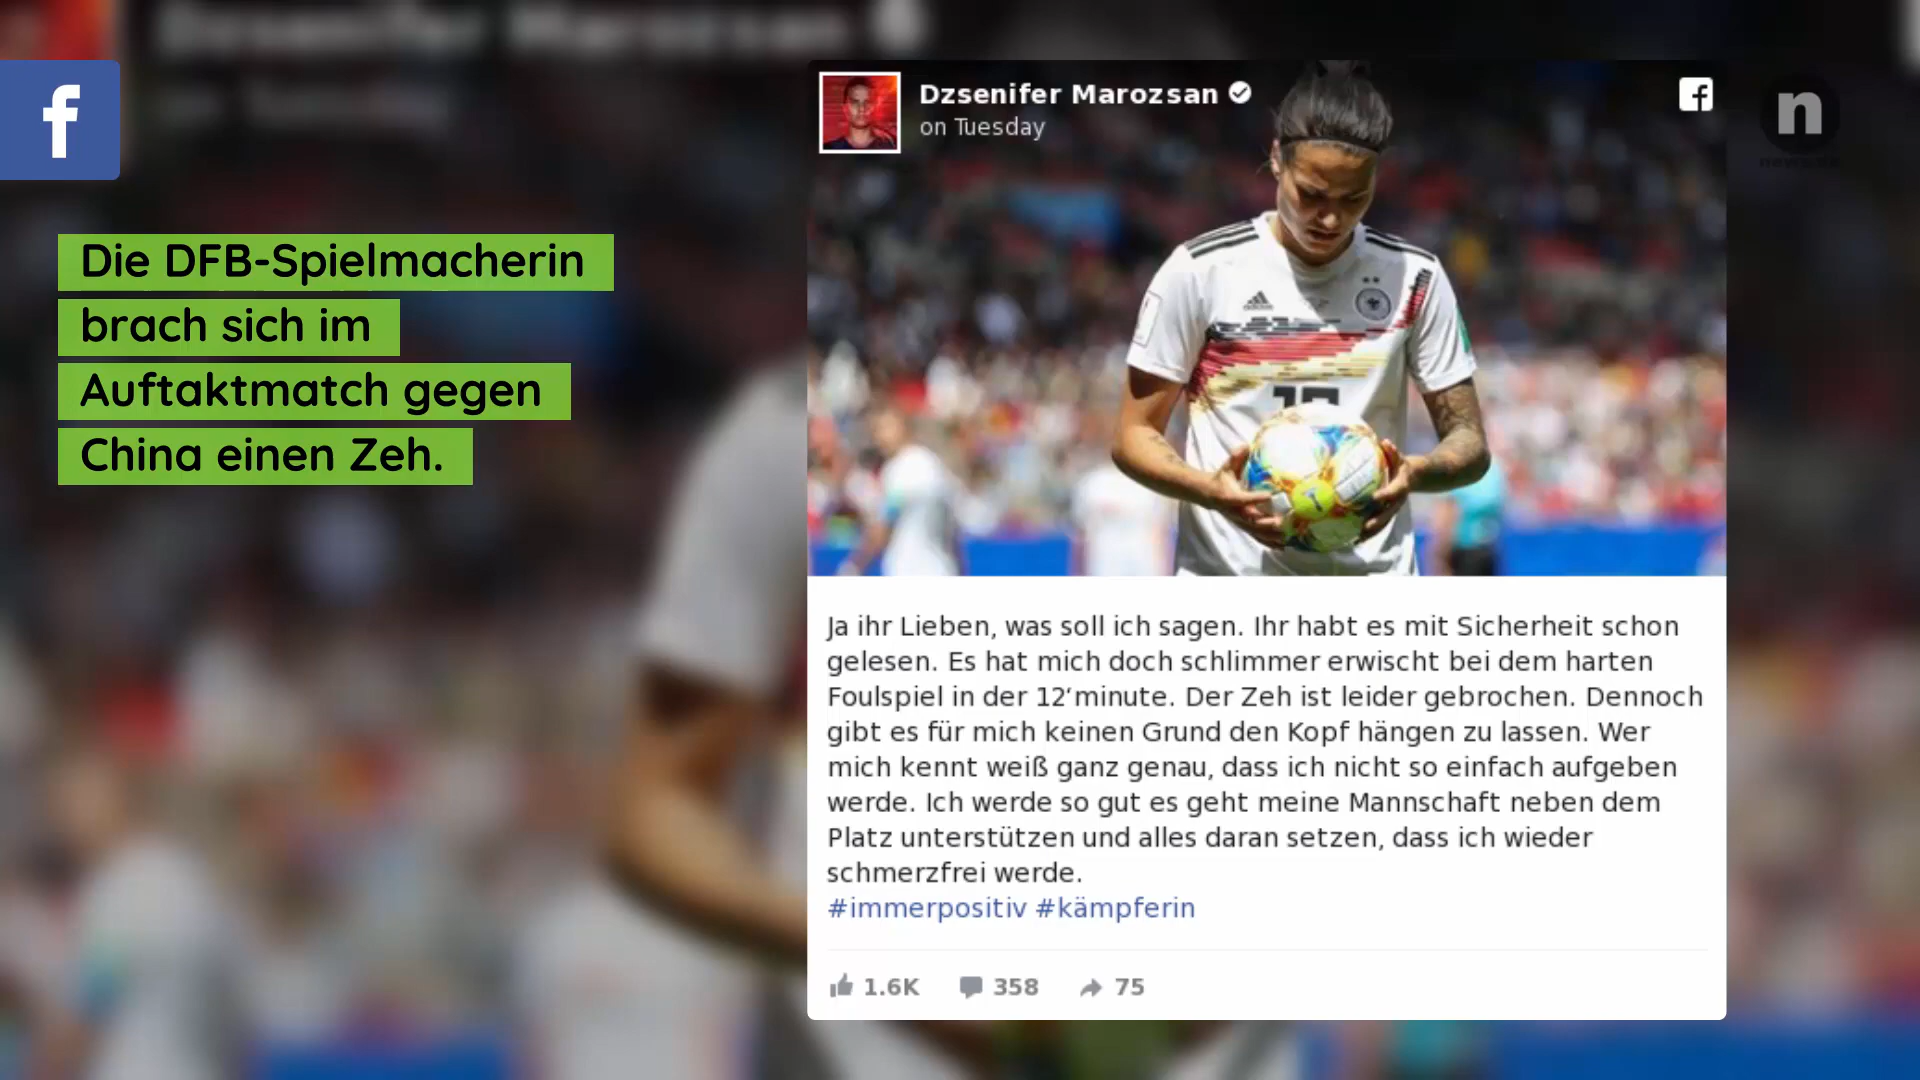 f
Die DFB-Spielmacherin
brach sich im
Auftaktmatch gegen
China einen Zeh.
Dzsenifer Marozsan
on Tuesday
n
news.de
adidas
10
Ja ihr Lieben, was soll ich sagen. Ihr habt es mit Sicherheit schon
gelesen. Es hat mich doch schlimmer erwischt bei dem harten
Foulspiel in der 12‘minute. Der Zeh ist leider gebrochen. Dennoch
gibt es für mich keinen Grund den Kopf hängen zu lassen. Wer
mich kennt weiß ganz genau, dass ich nicht so einfach aufgeben
werde. Ich werde so gut es geht meine Mannschaft neben dem
Platz unterstützen und alles daran setzen, dass ich wieder
schmerzfrei werde.
#immerpositiv #kämpferin
1.6K 358 75